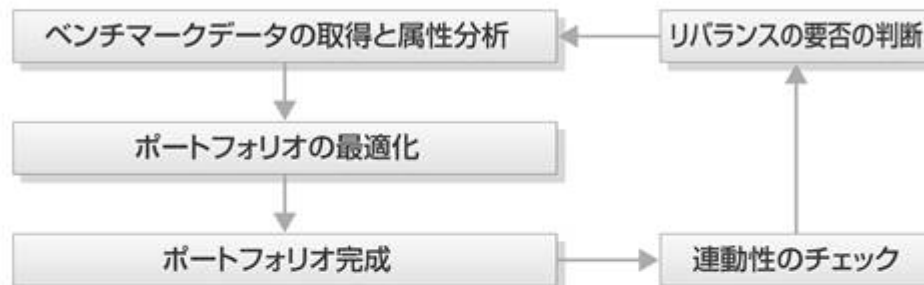 ベンチマークデータの取得と属性分析
リバランスの要否の判断
ポートフォリオの最適化
ポートフォリオ完成
連動性のチェック